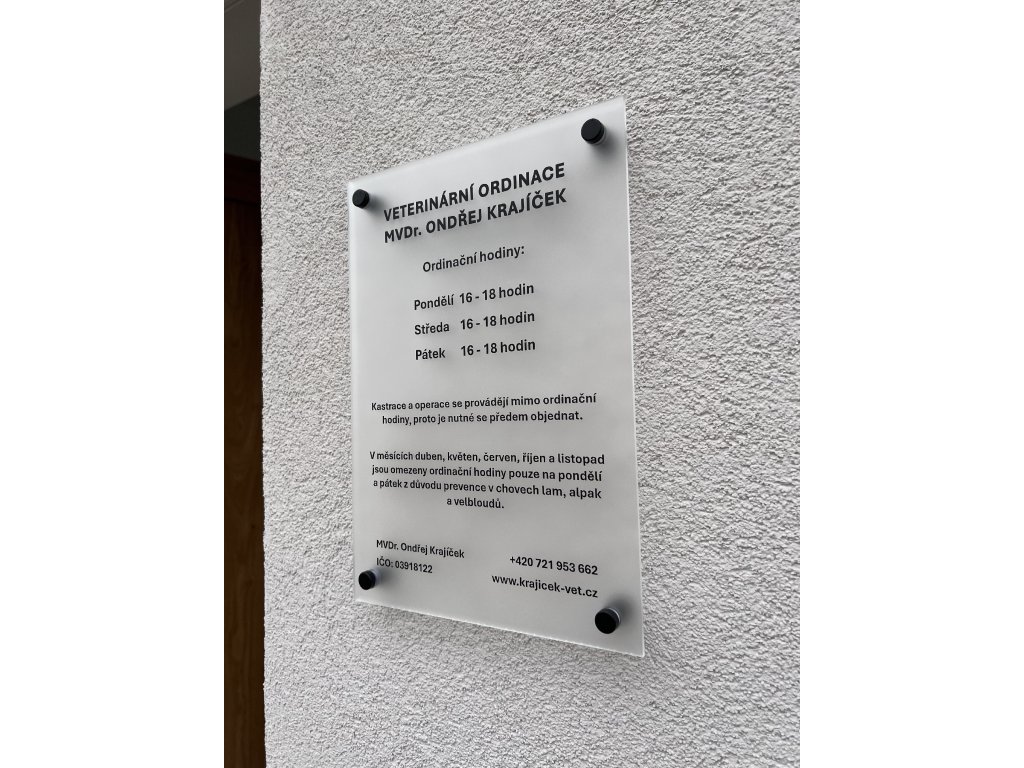 VETERINÁRNÍ ORDINACE
MVDr. ONDŘEJ KRAJÍČEK
Ordinační hodiny:
Pondělí 16 - 18 hodin
Středa 16 - 18 hodin
Pátek 16 - 18 hodin
Kastrace a operace se provádějí mimo ordinační
hodiny, proto je nutné se předem objednat.
V měsících duben, květen, červen, říjen a listopad
jsou omezeny ordinační hodiny pouze na pondělí
a pátek z důvodu prevence v chovech lam, alpak
a velbloudů.
MVDr. Ondřej Krajíček
IČO: 03918122
+420 721 953 662
www.krajicek-vet.cz